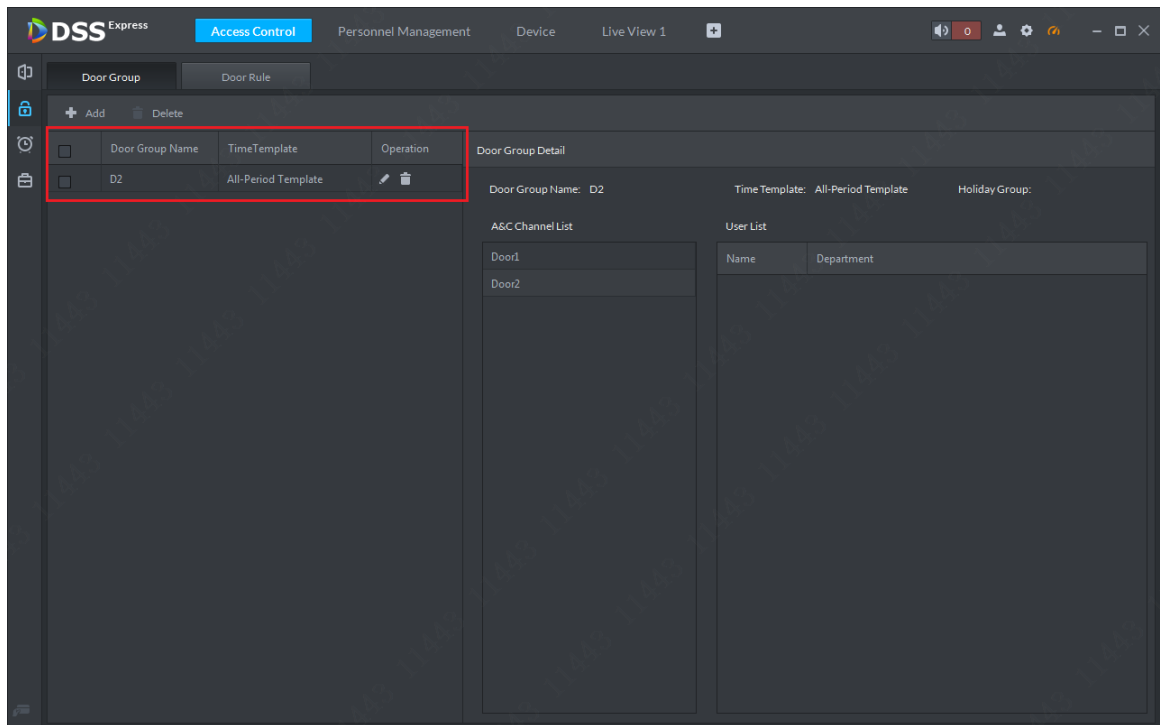 DSS Express Access Control Personnel Management Device Live View 1 0
Door Group Door Rule
Add Delete
Door Group Name TimeTemplate Operation Door Group Detail
D2 All-Period Template
Door Group Name: D2 Time Template: All-Period Template Holiday Group:
A&C Channel List User List
Door1 Name Department
Door2
11443 11443